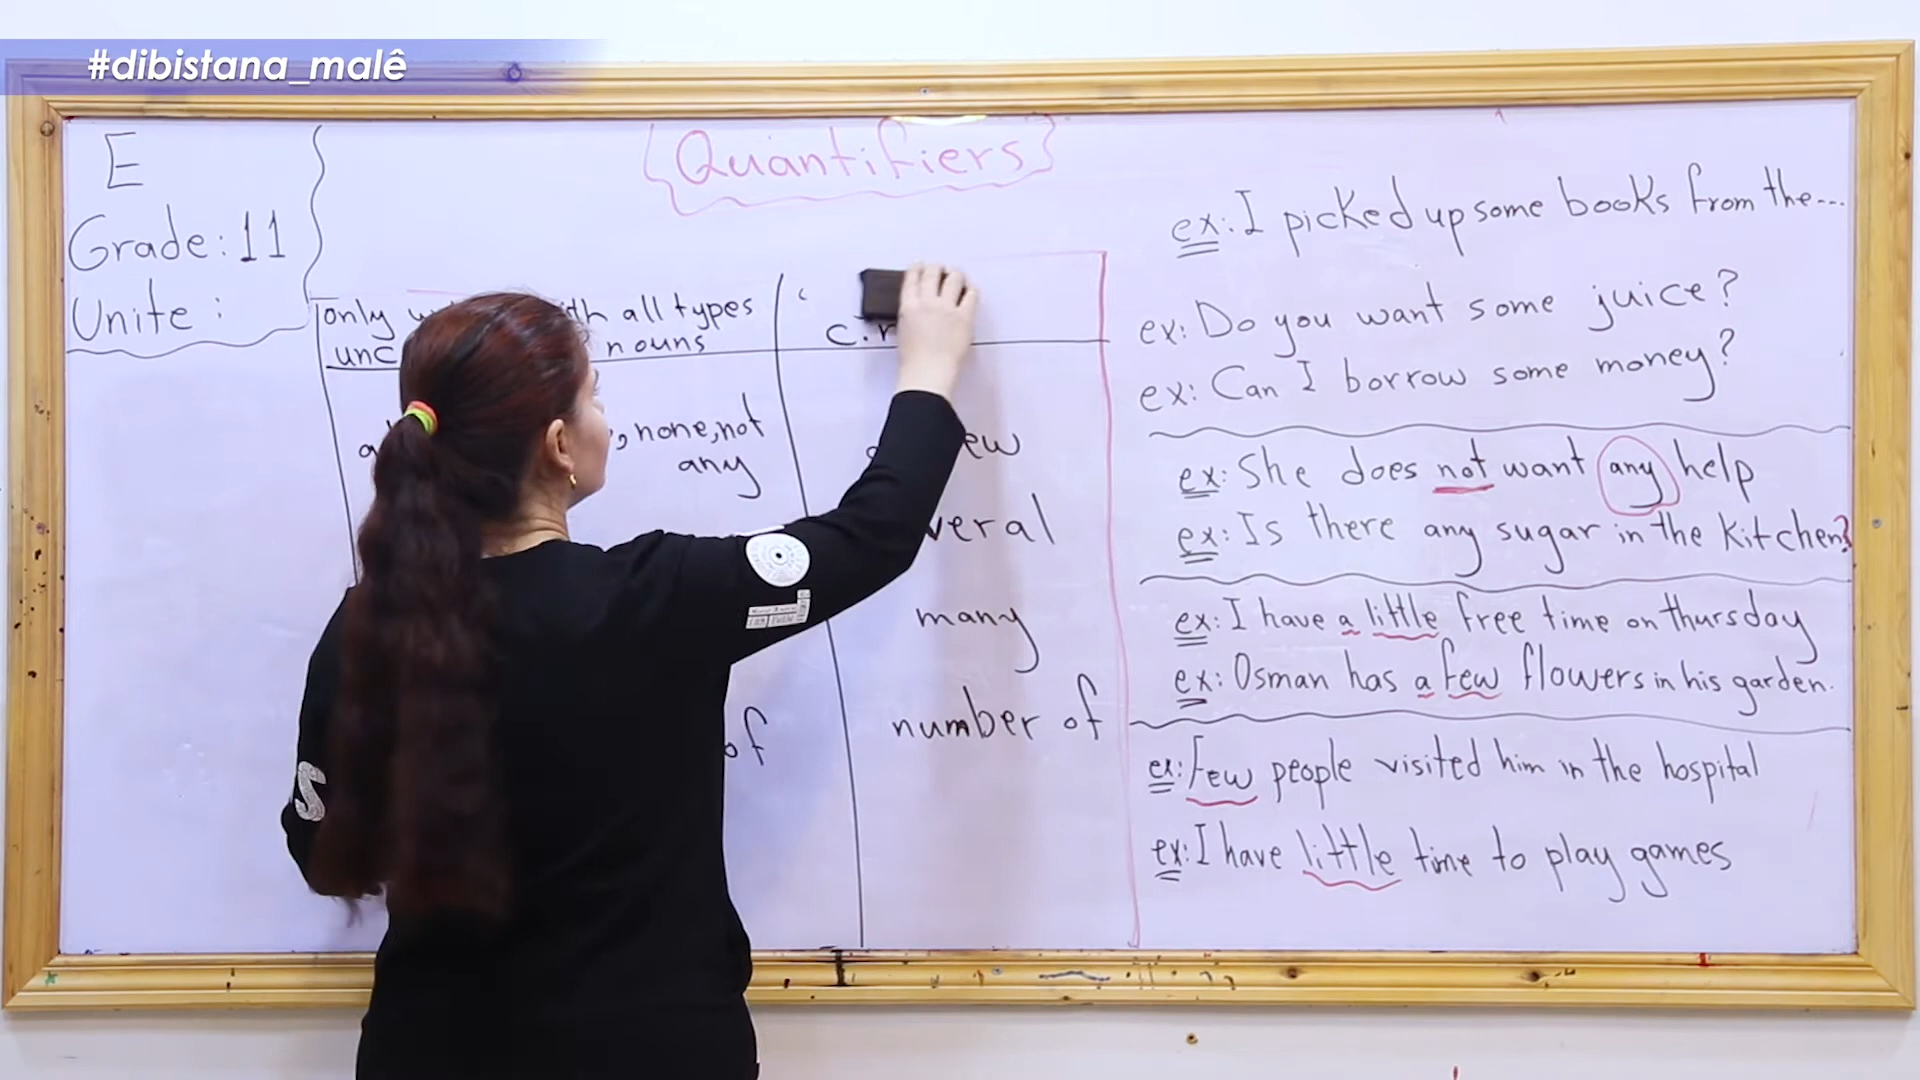 #dibistana_malê
E
Grade: 11
Unite :
Quantifiers
only
unc
th all types
nouns
c.
, none, not
any
of
ew
veral
many
number of
ex: I picked up some books from the...
ex: Do you want some juice?
ex: Can I borrow some money?
ex: She does not want any help
ex: Is there any sugar in the kitchen?
ex: I have a little free time on thursday
ex: Osman has a few flowers in his garden.
ex: Few people visited him in the hospital
ex: I have little time to play games